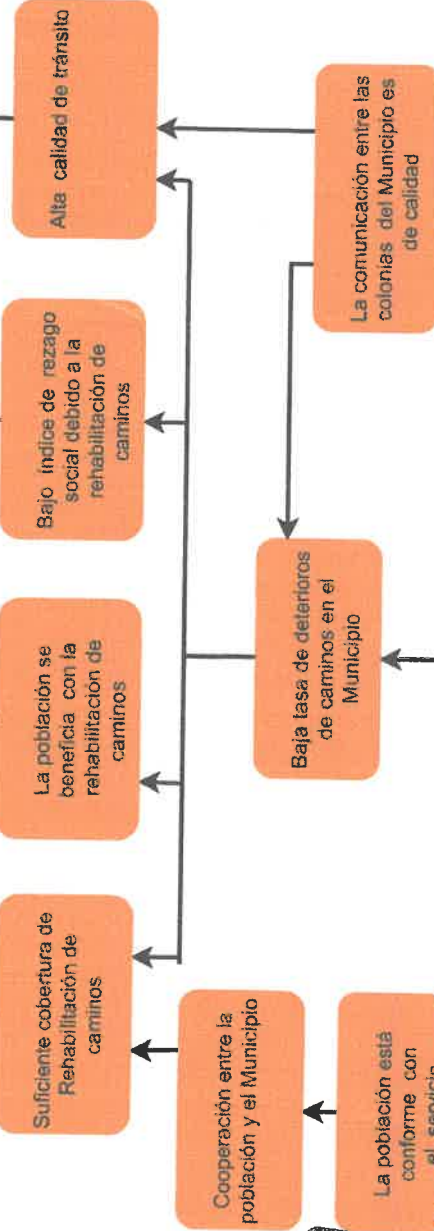 Suficiente cobertura de
Rehabilitación de
caminos
La población se
beneficia con la
rehabilitación de
caminos
Bajo índice de rezago
social debido a la
rehabilitación de
caminos
Alta calidad de tránsito
Cooperación entre la
población y el Municipio
Baja tasa de deterioros
de caminos en el
Municipio
La comunicación entre las
colonias del Municipio es
de calidad
La población está
conforme con
el servicio